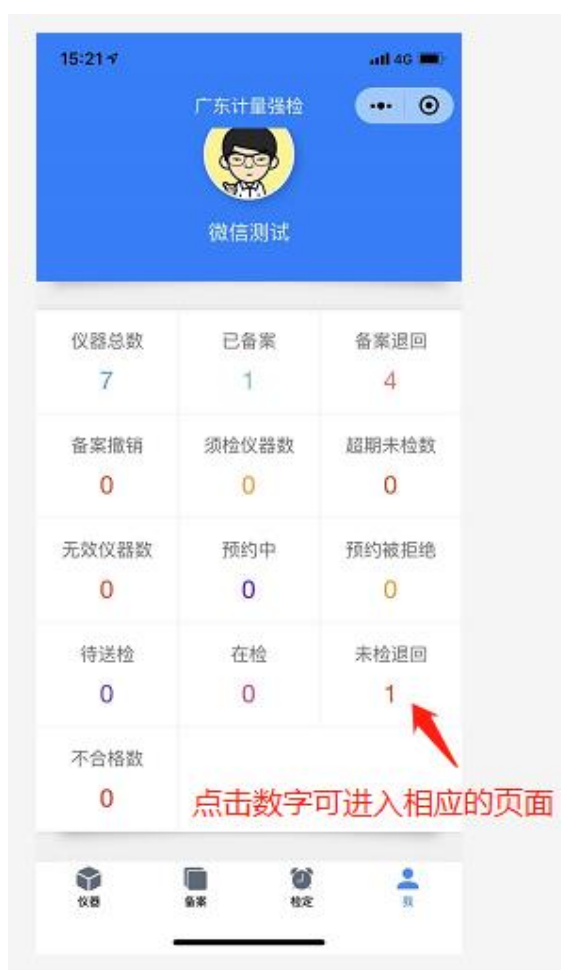 15:21 4G
广东计量强检
微信测试
仪器总数 已备案 备案退回
7 1 4
备案撤销 须检仪器数 超期未检数
0 0 0
无效仪器数 预约中 预约被拒绝
0 0 0
待送检 在检 未检退回
0 0 1
不合格数
0
点击数字可进入相应的页面
仪器 备案 检定 我